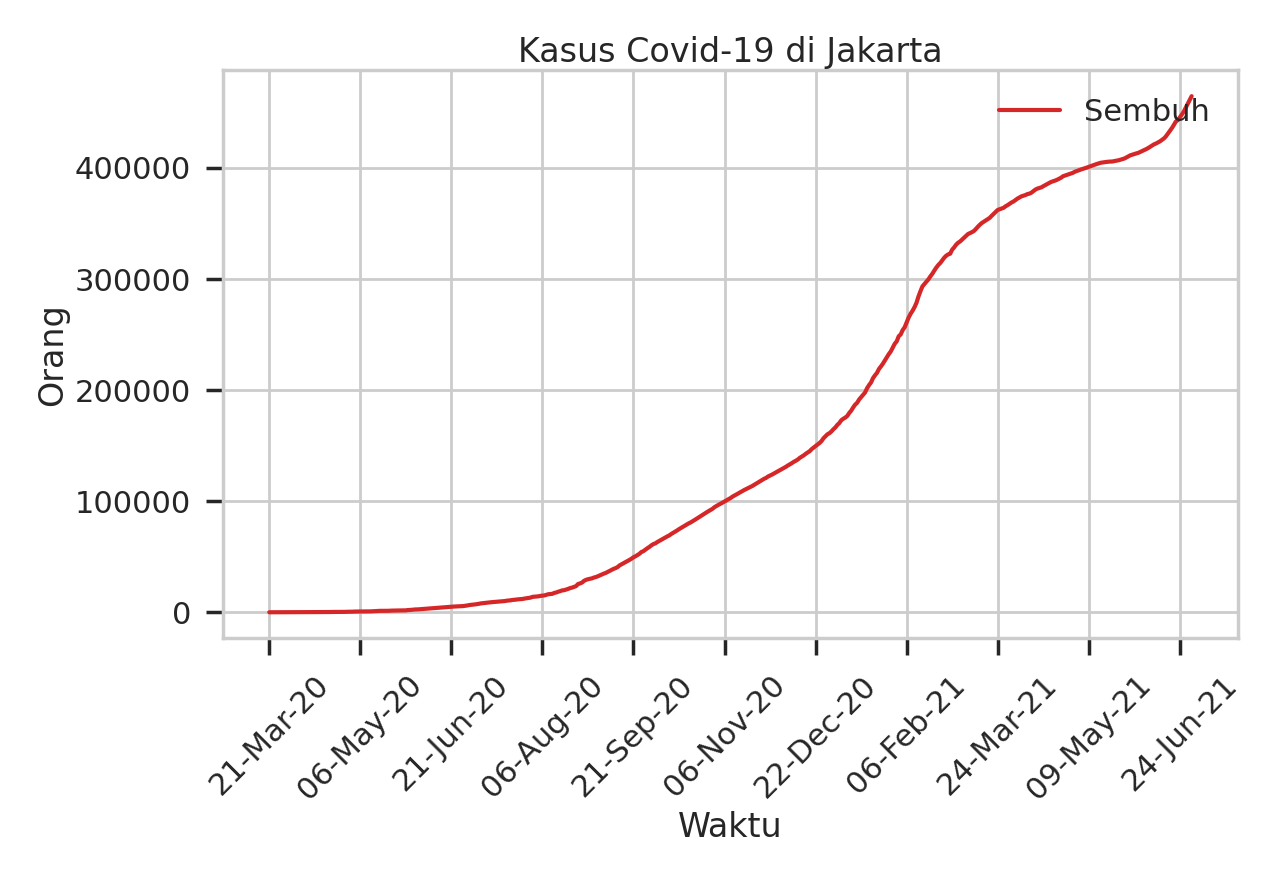 Kasus Covid-19 di Jakarta
Sembuh
Orang
400000
300000
200000
100000
0
21-Mar-20
06-May-20
21-Jun-20
06-Aug-20
21-Sep-20
06-Nov-20
22-Dec-20
06-Feb-21
24-Mar-21
09-May-21
24-Jun-21
Waktu